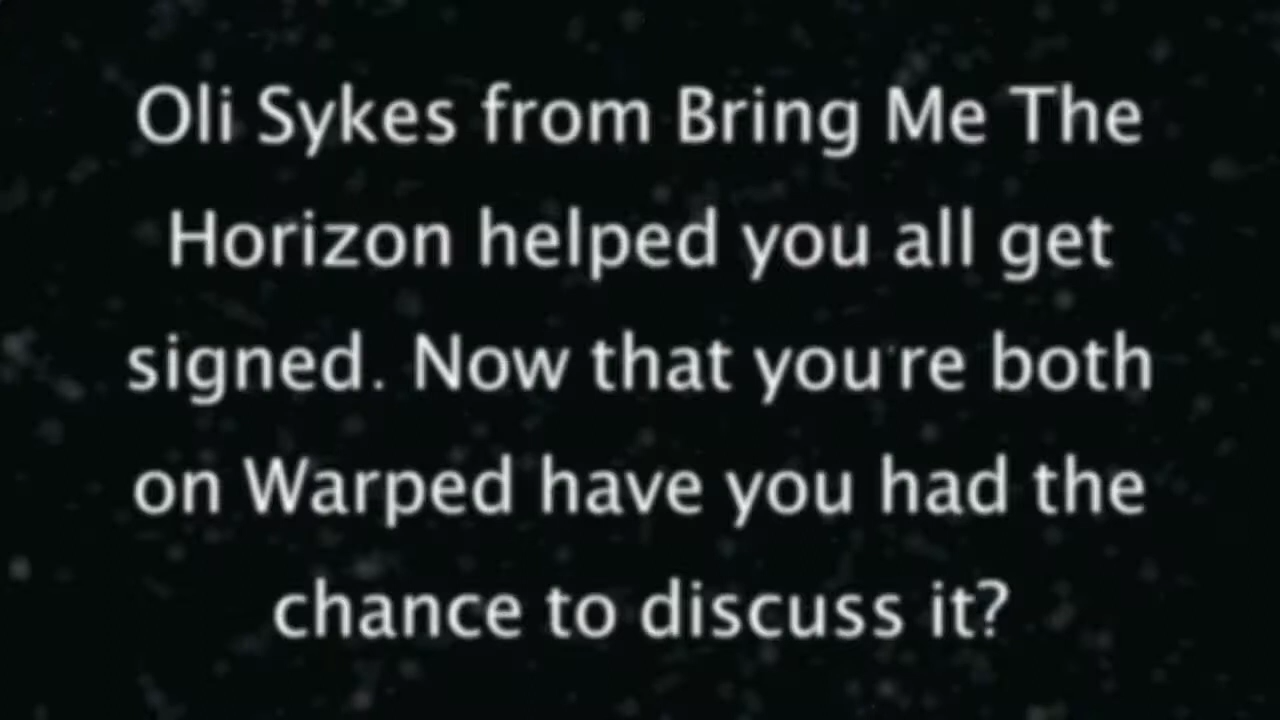 Oli Sykes from Bring Me The
Horizon helped you all get
signed. Now that you're both
on Warped have you had the
chance to discuss it?